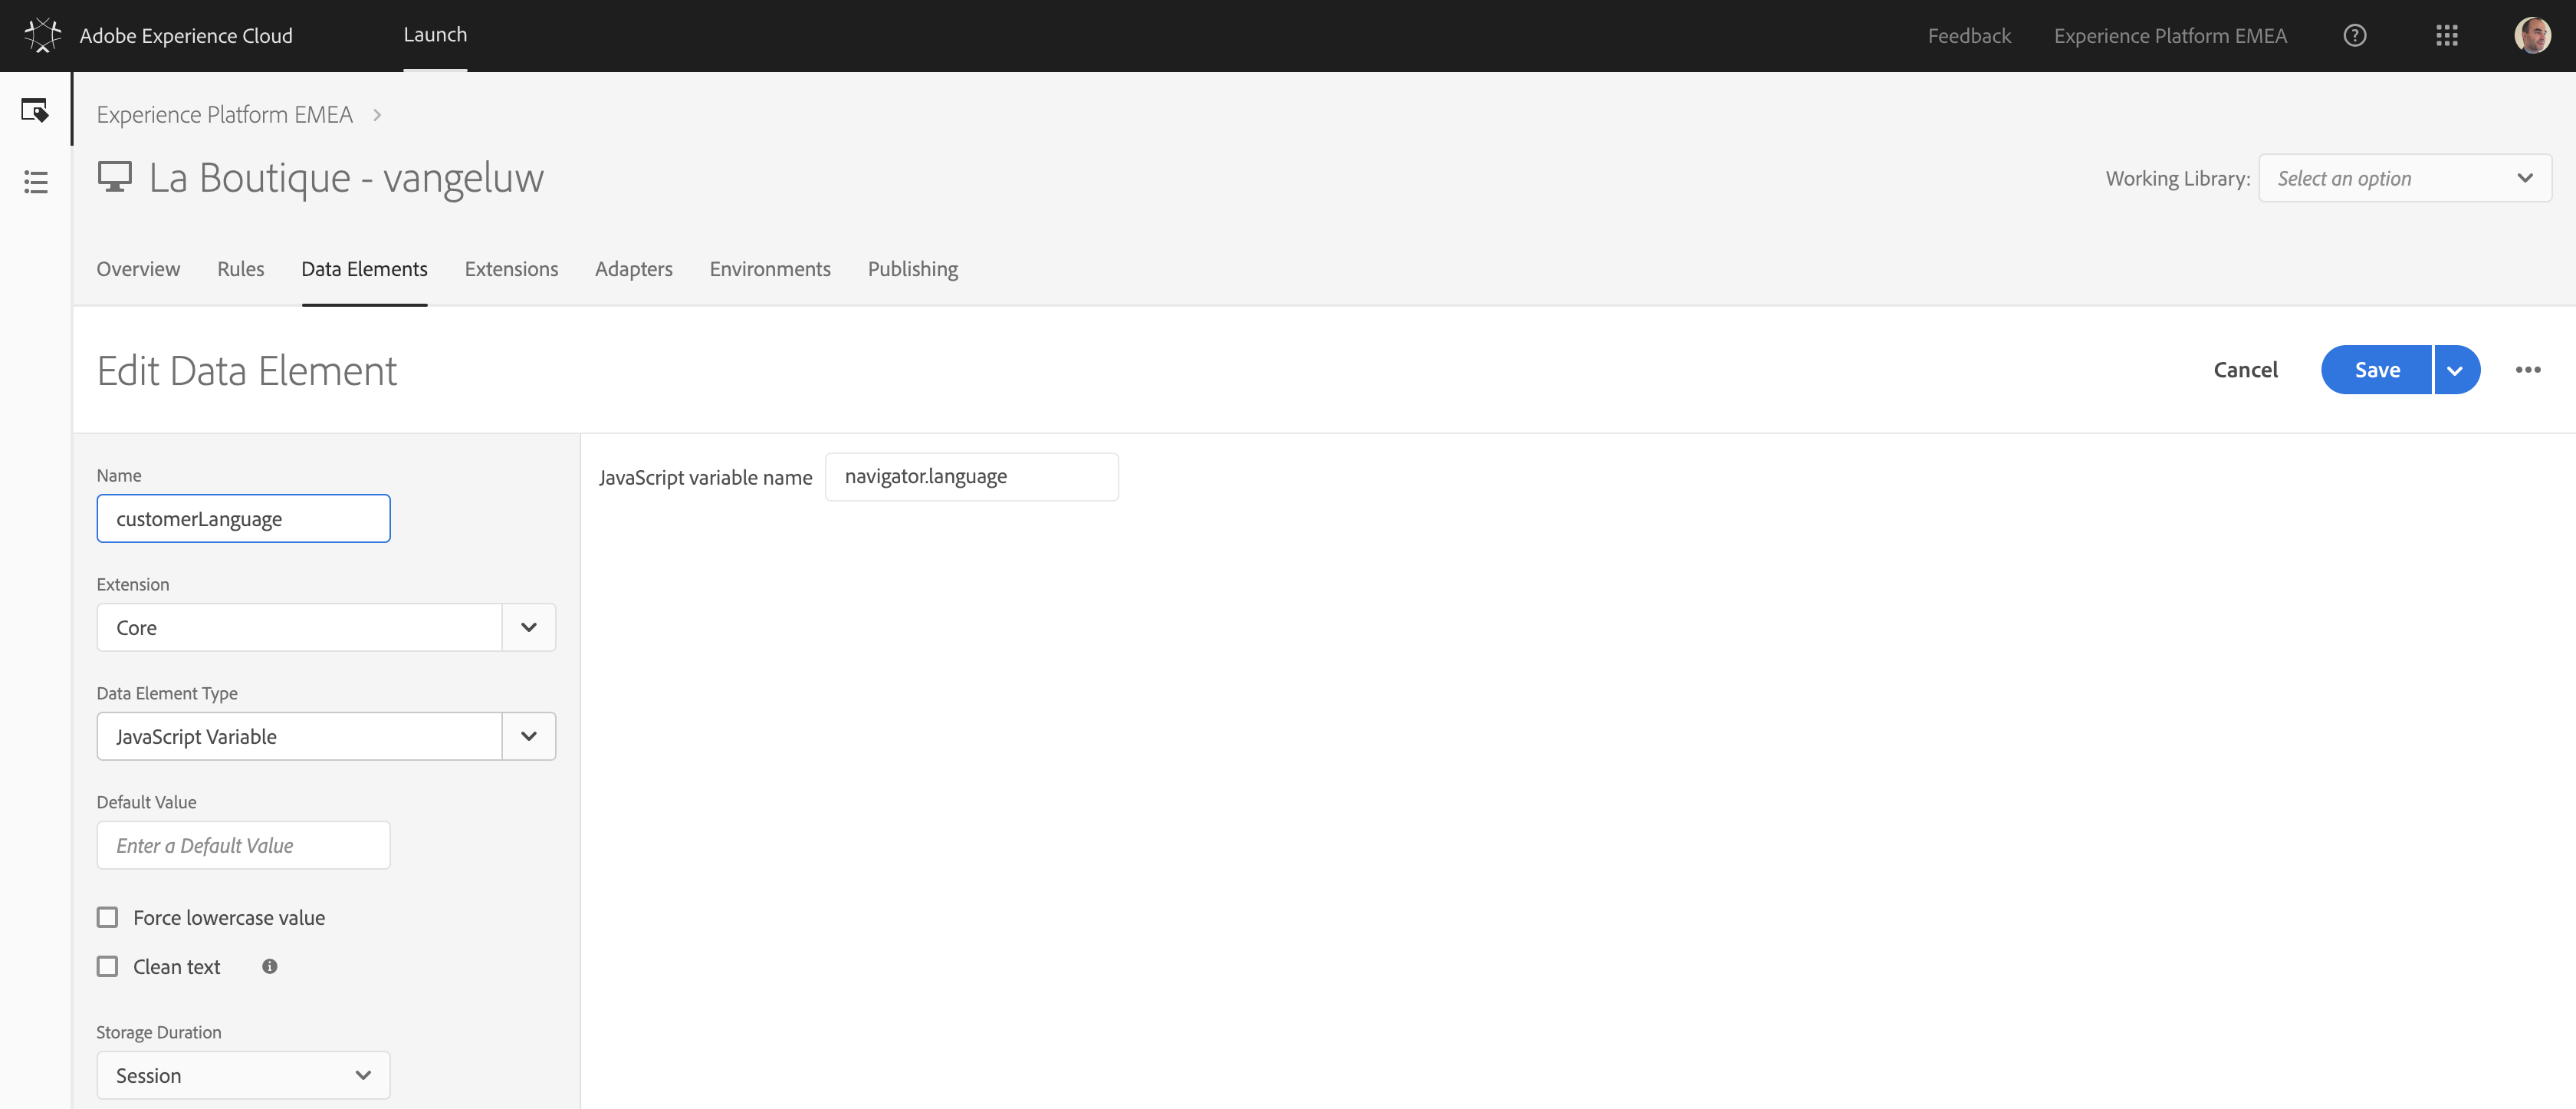 Adobe Experience Cloud
Launch
Feedback
Experience Platform EMEA
Experience Platform EMEA
La Boutique - vangeluw
Working Library:
Select an option
Overview
Rules
Data Elements
Extensions
Adapters
Environments
Publishing
Edit Data Element
Cancel
Save
Name
customerLanguage
Extension
Core
Data Element Type
JavaScript Variable
Default Value
Enter a Default Value
Force lowercase value
Clean text
Storage Duration
Session
JavaScript variable name
navigator.language